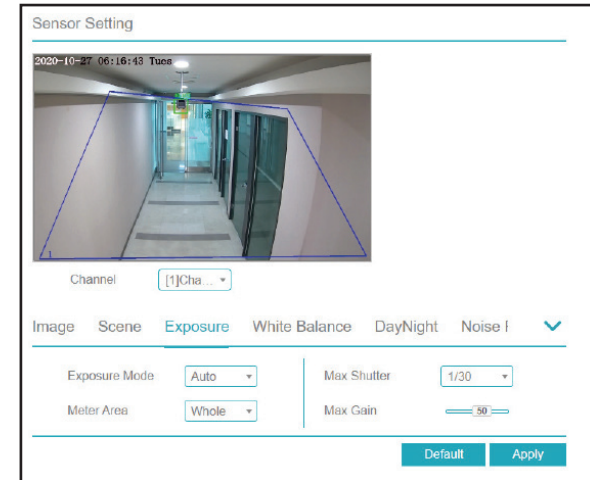 Sensor Setting
2020-10-27 06:16:43 Tues
1
Channel [1]Cha...
Image Scene Exposure White Balance DayNight Noise
Exposure Mode Auto Max Shutter 1/30
Meter Area Whole Max Gain 50
Default Apply